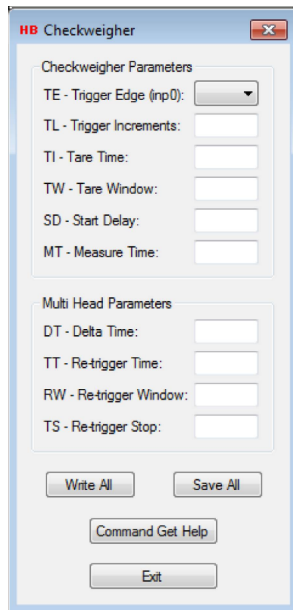 HB Checkweigher
Checkweigher Parameters
TE - Trigger Edge (inp0):
TL - Trigger Increments:
TI - Tare Time:
TW - Tare Window:
SD - Start Delay:
MT - Measure Time:
Multi Head Parameters
DT - Delta Time:
TT - Re-trigger Time:
RW - Re-trigger Window:
TS - Re-trigger Stop:
Write All Save All
Command Get Help
Exit